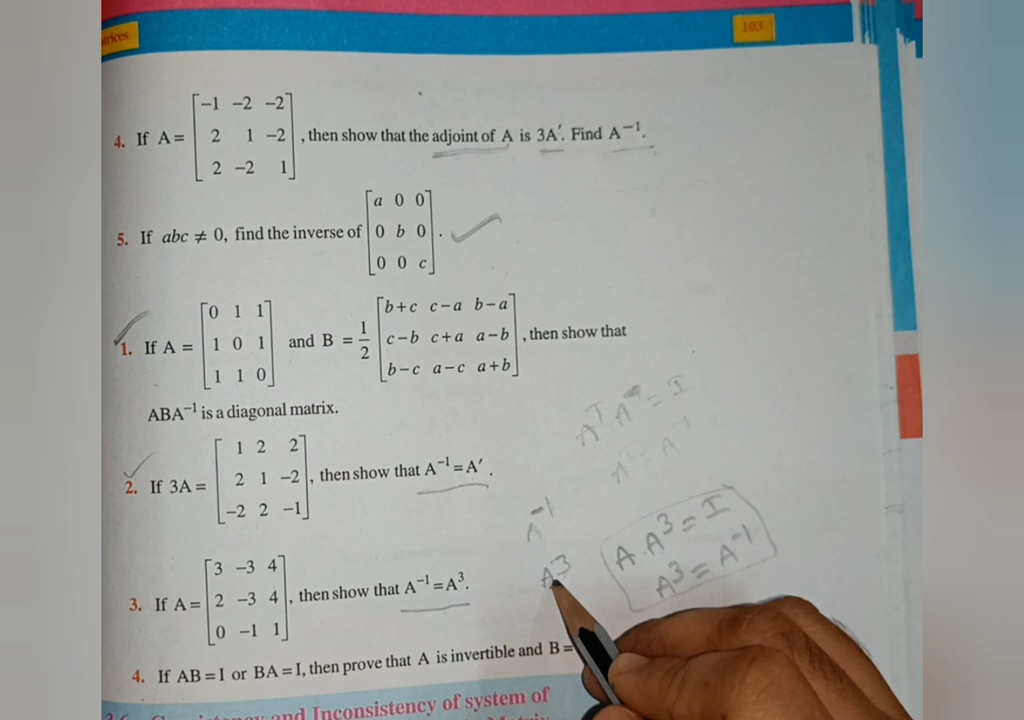 trices
103
4. If A = [−1 −2 −2
2 1 −2
2 −2 1], then show that the adjoint of A is 3A′. Find A⁻¹.
5. If abc ≠ 0, find the inverse of [a 0 0
0 b 0
0 0 c].
1. If A = [0 1 1
1 0 1
1 1 0] and B = 1/2 [b+c c−a b−a
c−b c+a a−b
b−c a−c a+b], then show that
ABA⁻¹ is a diagonal matrix.
2. If 3A = [1 2 2
2 1 −2
−2 2 −1], then show that A⁻¹ = A′.
3. If A = [3 −3 4
2 −3 4
0 −1 1], then show that A⁻¹ = A³.
4. If AB = I or BA = I, then prove that A is invertible and B =
and Inconsistency of system of
A⁻¹
A³
A.A³ = I
A³ = A⁻¹